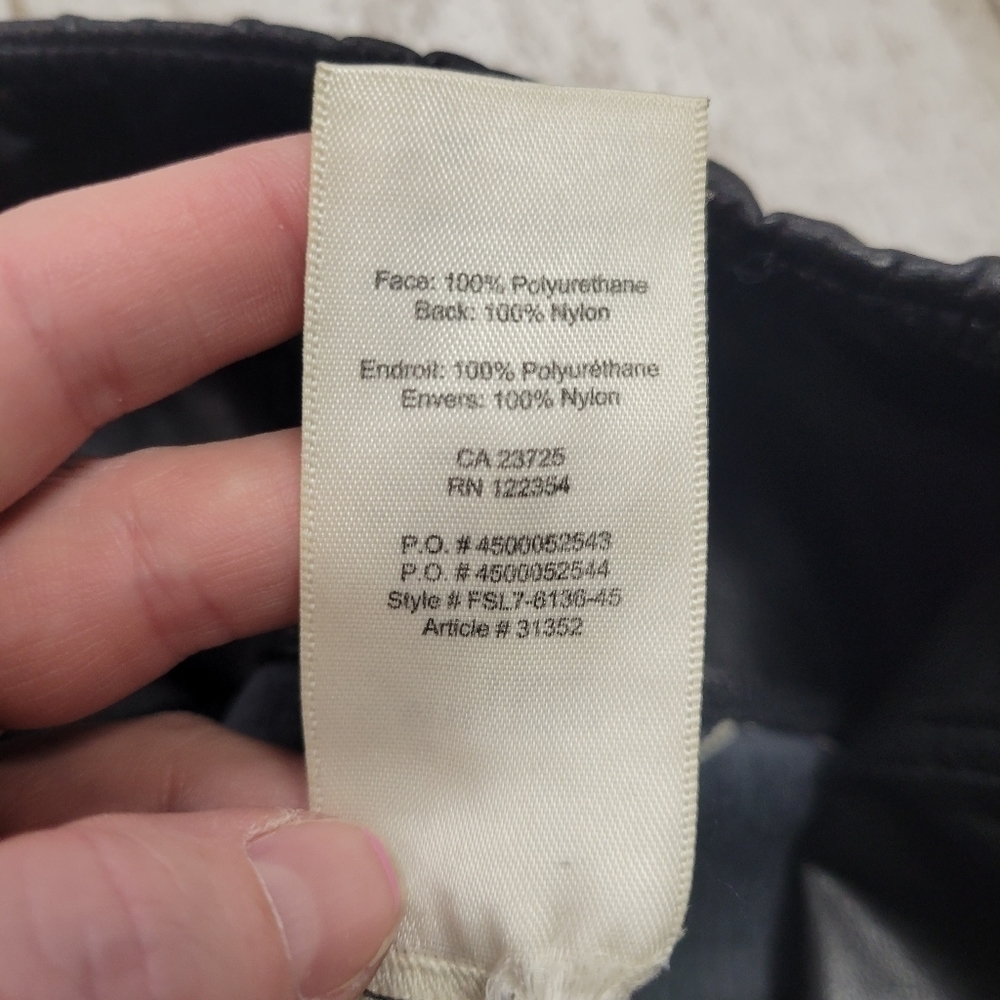 Face: 100% Polyurethane
Back: 100% Nylon
Endroit: 100% Polyuréthane
Envers: 100% Nylon
CA 23725
RN 122354
P.O. # 4500052543
P.O. # 4500052544
Style # FSL7-6136-45
Article # 31352